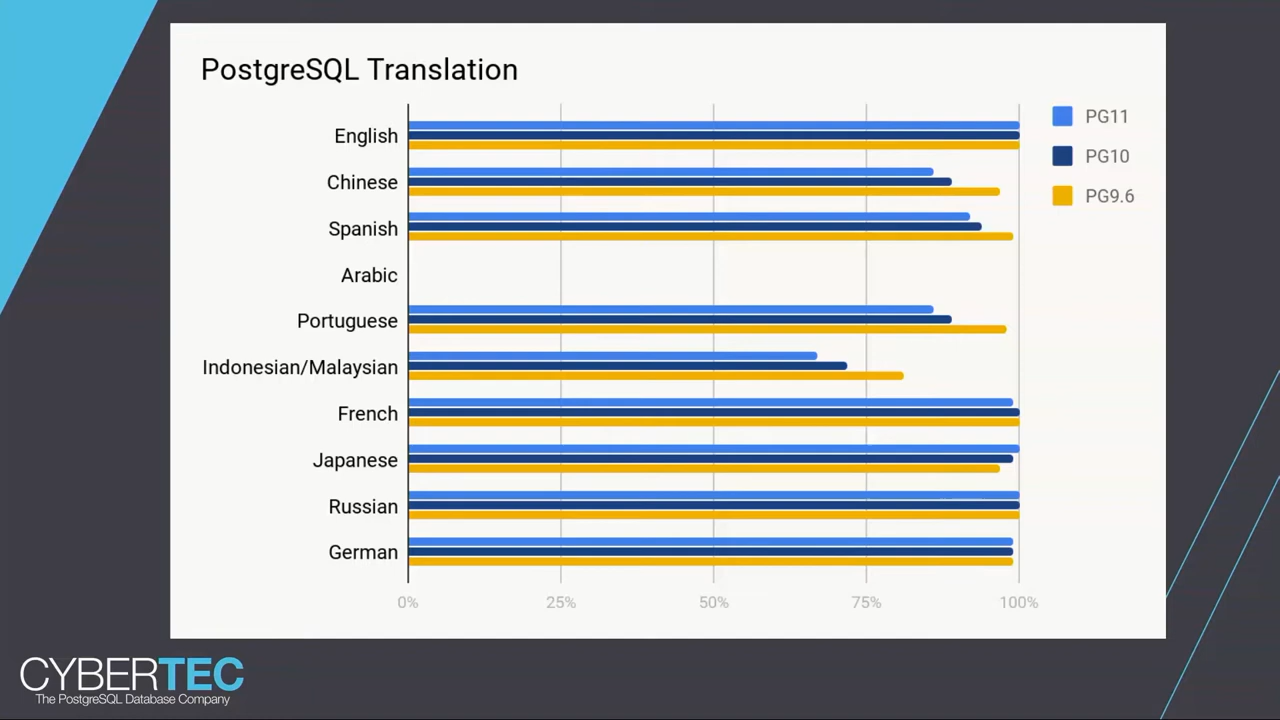 PostgreSQL Translation
PG11
PG10
PG9.6
English
Chinese
Spanish
Arabic
Portuguese
Indonesian/Malaysian
French
Japanese
Russian
German
0% 25% 50% 75% 100%
CYBERTEC
The PostgreSQL Database Company